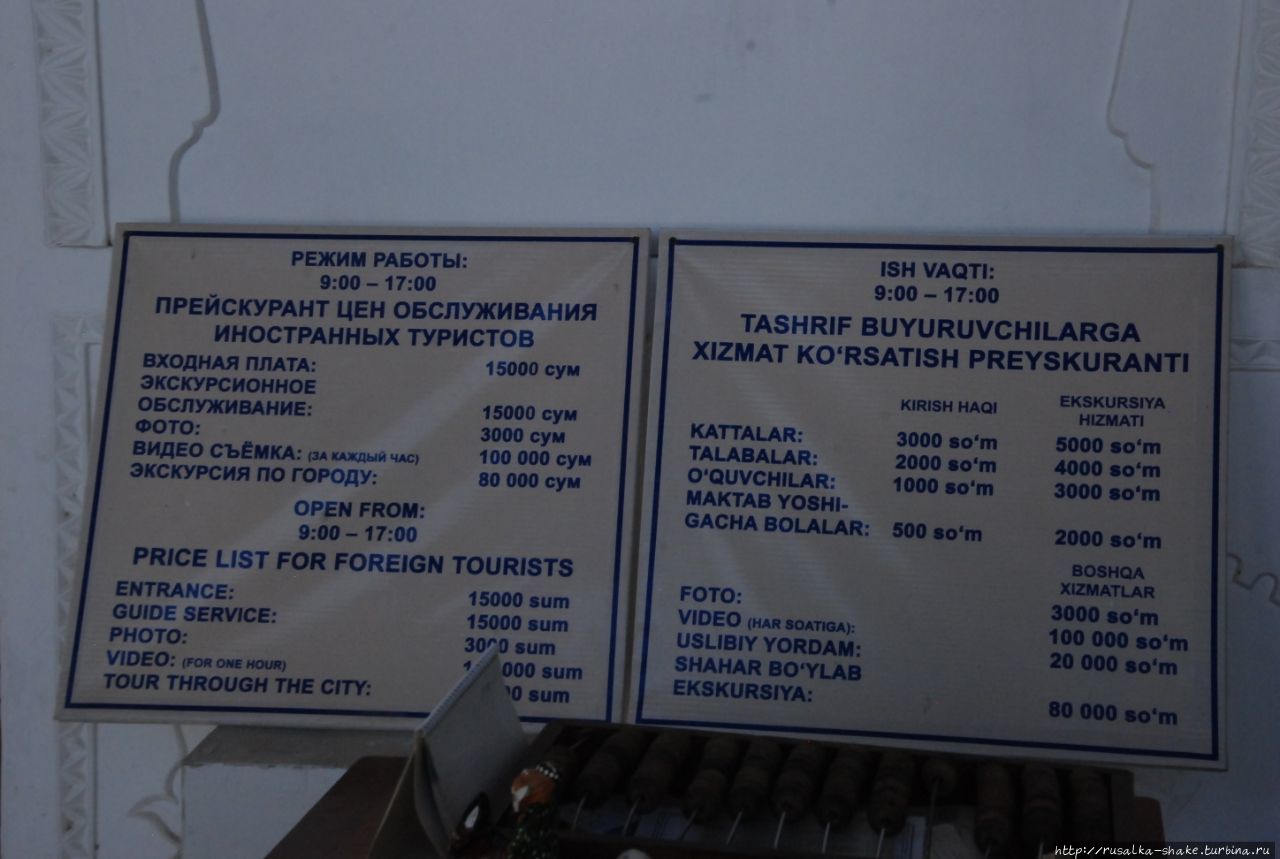 РЕЖИМ РАБОТЫ:
9:00 – 17:00
ПРЕЙСКУРАНТ ЦЕН ОБСЛУЖИВАНИЯ
ИНОСТРАННЫХ ТУРИСТОВ
ВХОДНАЯ ПЛАТА: 15000 сум
ЭКСКУРСИОННОЕ
ОБСЛУЖИВАНИЕ: 15000 сум
ФОТО: 3000 сум
ВИДЕО СЪЁМКА: (ЗА КАЖДЫЙ ЧАС) 100 000 сум
ЭКСКУРСИЯ ПО ГОРОДУ: 80 000 сум
OPEN FROM:
9:00 – 17:00
PRICE LIST FOR FOREIGN TOURISTS
ENTRANCE: 15000 sum
GUIDE SERVICE: 15000 sum
PHOTO: 3000 sum
VIDEO: (FOR ONE HOUR) 000 sum
TOUR THROUGH THE CITY: sum
ISH VAQTI:
9:00 – 17:00
TASHRIF BUYURUVCHILARGA
XIZMAT KO‘RSATISH PREYSKURANTI
KIRISH HAQI EKSKURSIYA
HIZMATI
KATTALAR: 3000 so‘m 5000 so‘m
TALABALAR: 2000 so‘m 4000 so‘m
O‘QUVCHILAR: 1000 so‘m 3000 so‘m
MAKTAB YOSHI-
GACHA BOLALAR: 500 so‘m 2000 so‘m
BOSHQA
XIZMATLAR
FOTO: 3000 so‘m
VIDEO (HAR SOATIGA): 100 000 so‘m
USLIBIY YORDAM: 20 000 so‘m
SHAHAR BO‘YLAB
EKSKURSIYA: 80 000 so‘m
http://rusalka-shake.turbina.ru